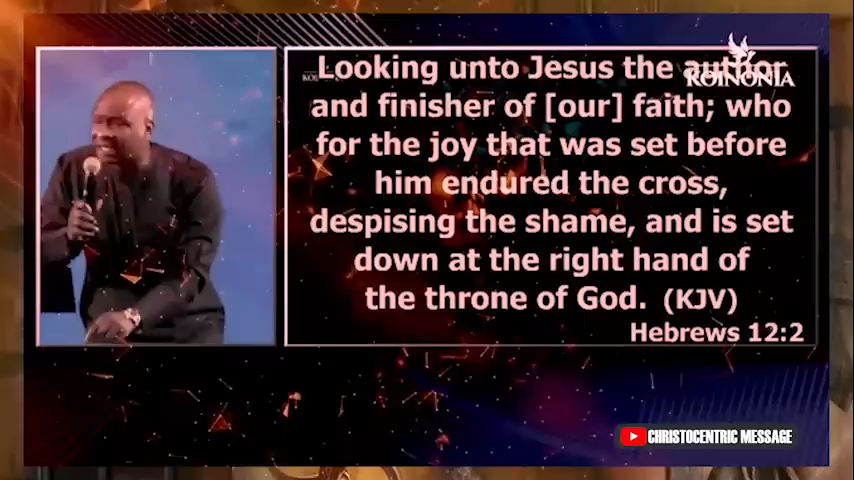 Looking unto Jesus the author
KOINONIA
and finisher of [our] faith; who
for the joy that was set before
him endured the cross,
despising the shame, and is set
down at the right hand of
the throne of God. (KJV)
Hebrews 12:2
CHRISTOCENTRIC MESSAGE